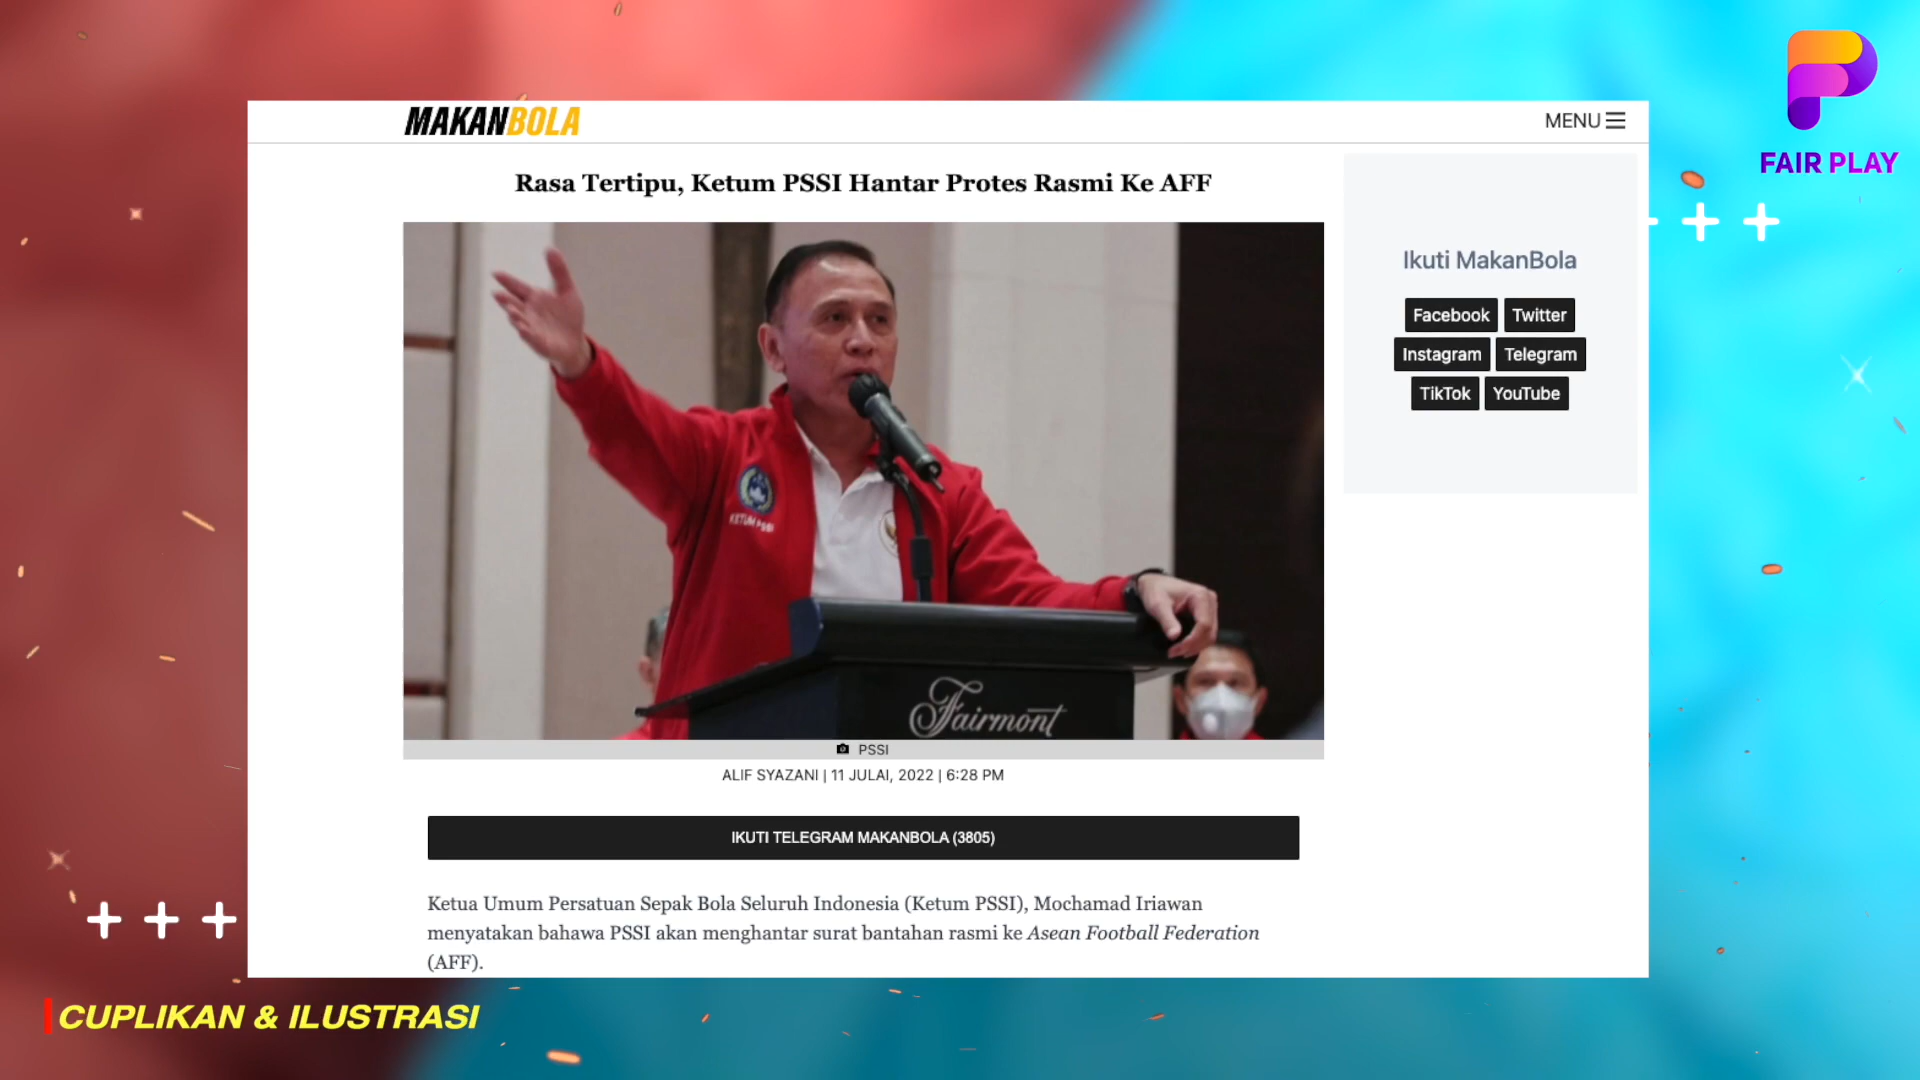 MAKANBOLA
MENU
FAIR PLAY
Rasa Tertipu, Ketum PSSI Hantar Protes Rasmi Ke AFF
Ikuti MakanBola
Facebook Twitter
Instagram Telegram
TikTok YouTube
KETUM PSSI
Fairmont
PSSI
ALIF SYAZANI | 11 JULAI, 2022 | 6:28 PM
IKUTI TELEGRAM MAKANBOLA (3805)
Ketua Umum Persatuan Sepak Bola Seluruh Indonesia (Ketum PSSI), Mochamad Iriawan
menyatakan bahawa PSSI akan menghantar surat bantahan rasmi ke Asean Football Federation
(AFF).
CUPLIKAN & ILUSTRASI